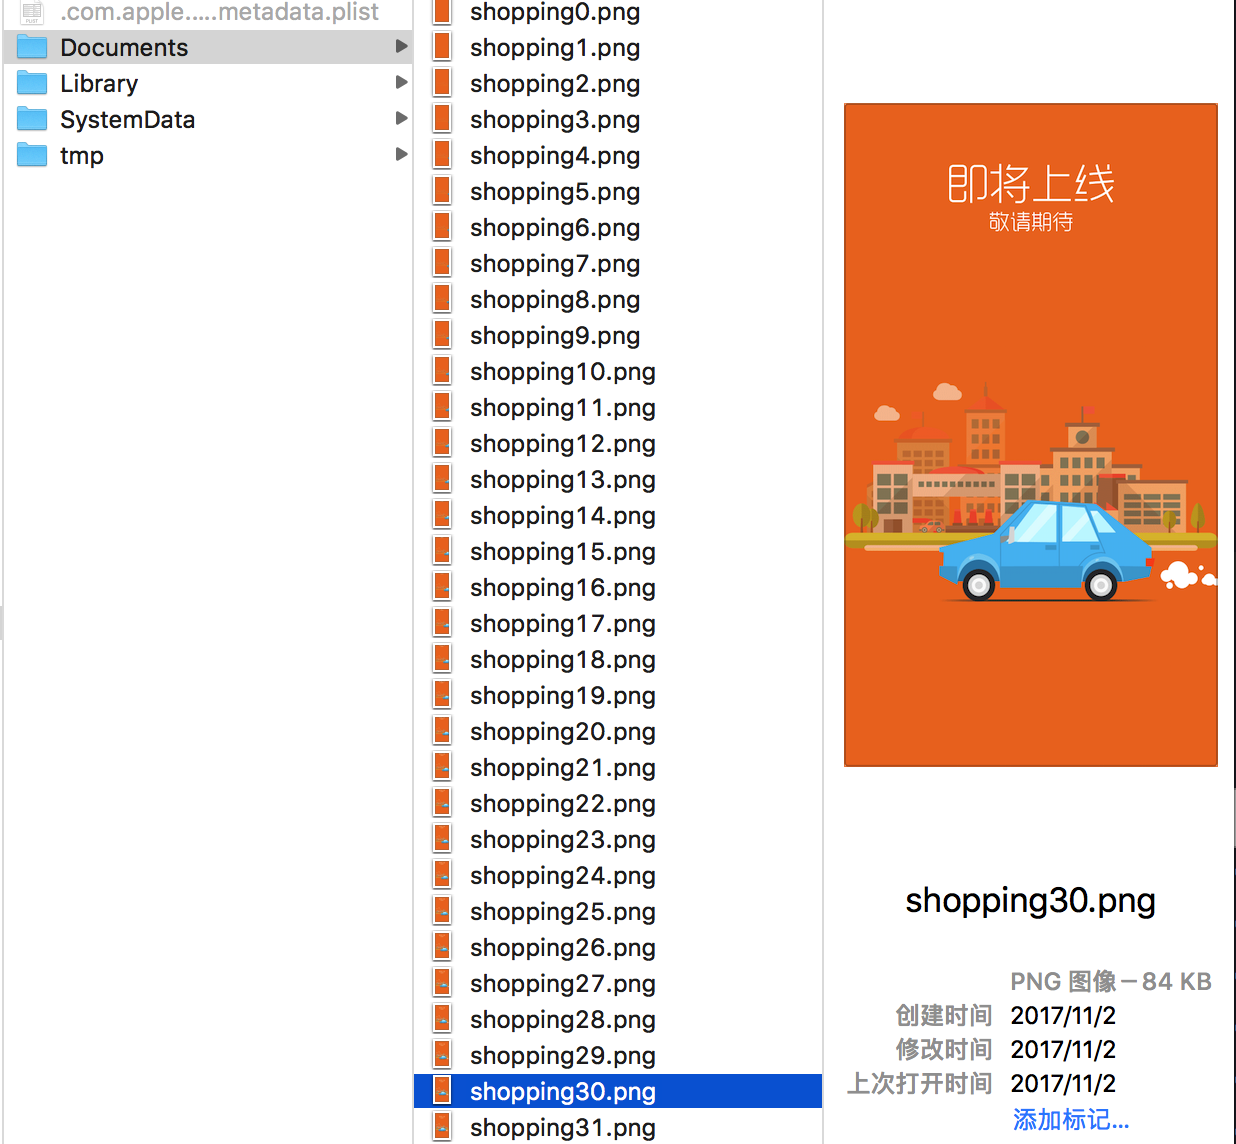 .com.apple.....metadata.plist
Documents
Library
SystemData
tmp
shopping0.png
shopping1.png
shopping2.png
shopping3.png
shopping4.png
shopping5.png
shopping6.png
shopping7.png
shopping8.png
shopping9.png
shopping10.png
shopping11.png
shopping12.png
shopping13.png
shopping14.png
shopping15.png
shopping16.png
shopping17.png
shopping18.png
shopping19.png
shopping20.png
shopping21.png
shopping22.png
shopping23.png
shopping24.png
shopping25.png
shopping26.png
shopping27.png
shopping28.png
shopping29.png
shopping30.png
shopping31.png
即将上线
敬请期待
shopping30.png
PNG 图像 – 84 KB
创建时间 2017/11/2
修改时间 2017/11/2
上次打开时间 2017/11/2
添加标记...